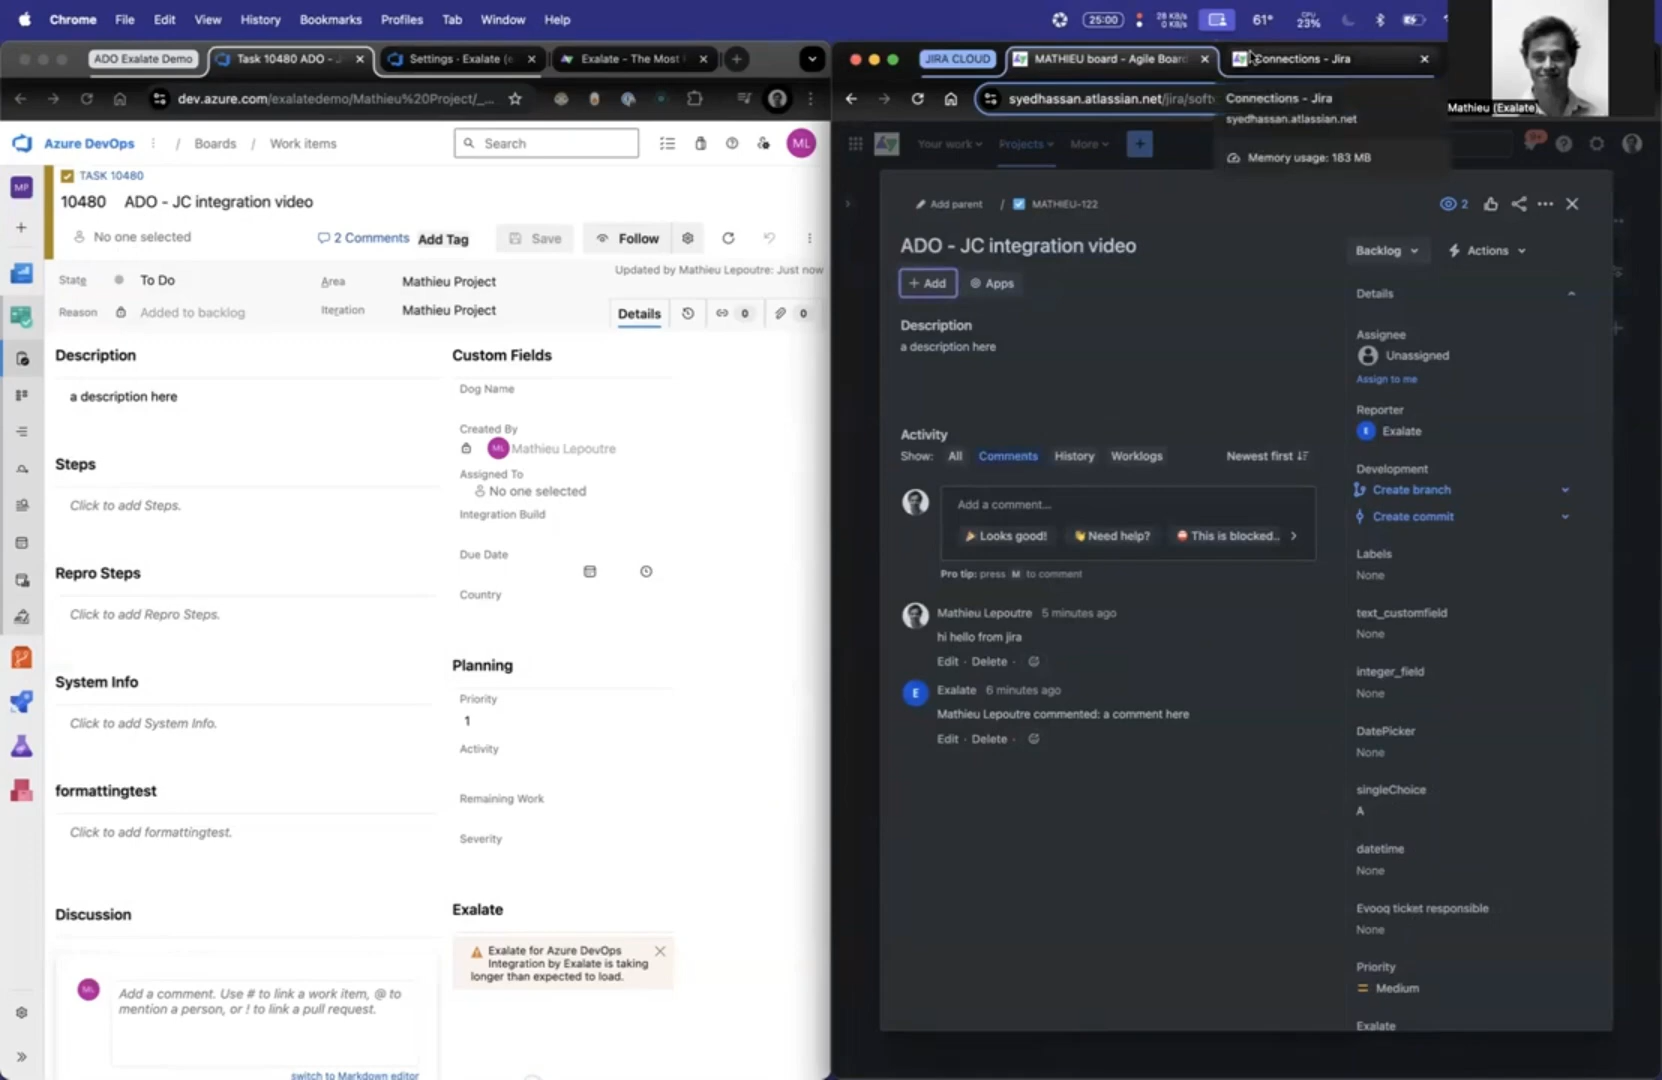 Chrome File Edit View History Bookmarks Profiles Tab Window Help
25:00 28 KB/s 0 KB/s 61° CPU 23%
ADO Exalate Demo Task 10480 ADO - Settings · Exalate (e Exalate - The Most
dev.azure.com/exalatedemo/Mathieu%20Project/_...
Azure DevOps / Boards / Work items Search ML
MP
TASK 10480
10480 ADO - JC integration video
No one selected 2 Comments Add Tag Save Follow
Updated by Mathieu Lepoutre: Just now
State To Do Area Mathieu Project
Reason Added to backlog Iteration Mathieu Project
Details 0 0
Description
a description here
Steps
Click to add Steps.
Repro Steps
Click to add Repro Steps.
System Info
Click to add System Info.
formattingtest
Click to add formattingtest.
Discussion
ML
Add a comment. Use # to link a work item, @ to
mention a person, or ! to link a pull request.
switch to Markdown editor
Custom Fields
Dog Name
Created By
ML Mathieu Lepoutre
Assigned To
No one selected
Integration Build
Due Date
Country
Planning
Priority
1
Activity
Remaining Work
Severity
Exalate
Exalate for Azure DevOps
Integration by Exalate is taking
longer than expected to load.
JIRA CLOUD MATHIEU board - Agile Board Connections - Jira
syedhassan.atlassian.net/jira/soft
Connections - Jira
syedhassan.atlassian.net
Memory usage: 183 MB
Mathieu (Exalate)
Your work Projects More + 9+
Add parent / MATHIEU-122
2
ADO - JC integration video
+ Add Apps
Description
a description here
Activity
Show: All Comments History Worklogs Newest first
Add a comment...
Looks good! Need help? This is blocked...
Pro tip: press M to comment
Mathieu Lepoutre 5 minutes ago
hi hello from jira
Edit · Delete ·
E Exalate 6 minutes ago
Mathieu Lepoutre commented: a comment here
Edit · Delete ·
Backlog Actions
Details
Assignee
Unassigned
Assign to me
Reporter
E Exalate
Development
Create branch
Create commit
Labels
None
text_customfield
None
integer_field
None
DatePicker
None
singleChoice
A
datetime
None
Evooq ticket responsible
None
Priority
Medium
Exalate